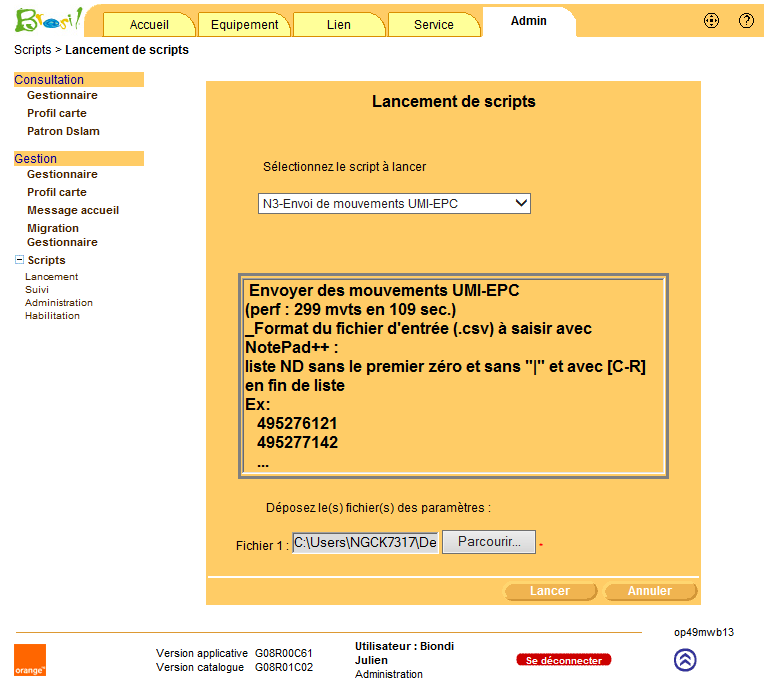 Brasil
Accueil
Equipement
Lien
Service
Admin
?
Scripts > Lancement de scripts
Consultation
Gestionnaire
Profil carte
Patron Dslam
Gestion
Gestionnaire
Profil carte
Message accueil
Migration
Gestionnaire
Scripts
Lancement
Suivi
Administration
Habilitation
Lancement de scripts
Sélectionnez le script à lancer
N3-Envoi de mouvements UMI-EPC
Envoyer des mouvements UMI-EPC
(perf : 299 mvts en 109 sec.)
_Format du fichier d'entrée (.csv) à saisir avec
NotePad++ :
liste ND sans le premier zéro et sans "|" et avec [C-R]
en fin de liste
Ex:
495276121
495277142
...
Déposez le(s) fichier(s) des paramètres :
Fichier 1 : C:\Users\NGCK7317\De Parcourir... -
Lancer Annuler
op49mwb13
orange™
Version applicative G08R00C61
Version catalogue G08R01C02
Utilisateur : Biondi
Julien
Administration
Se déconnecter